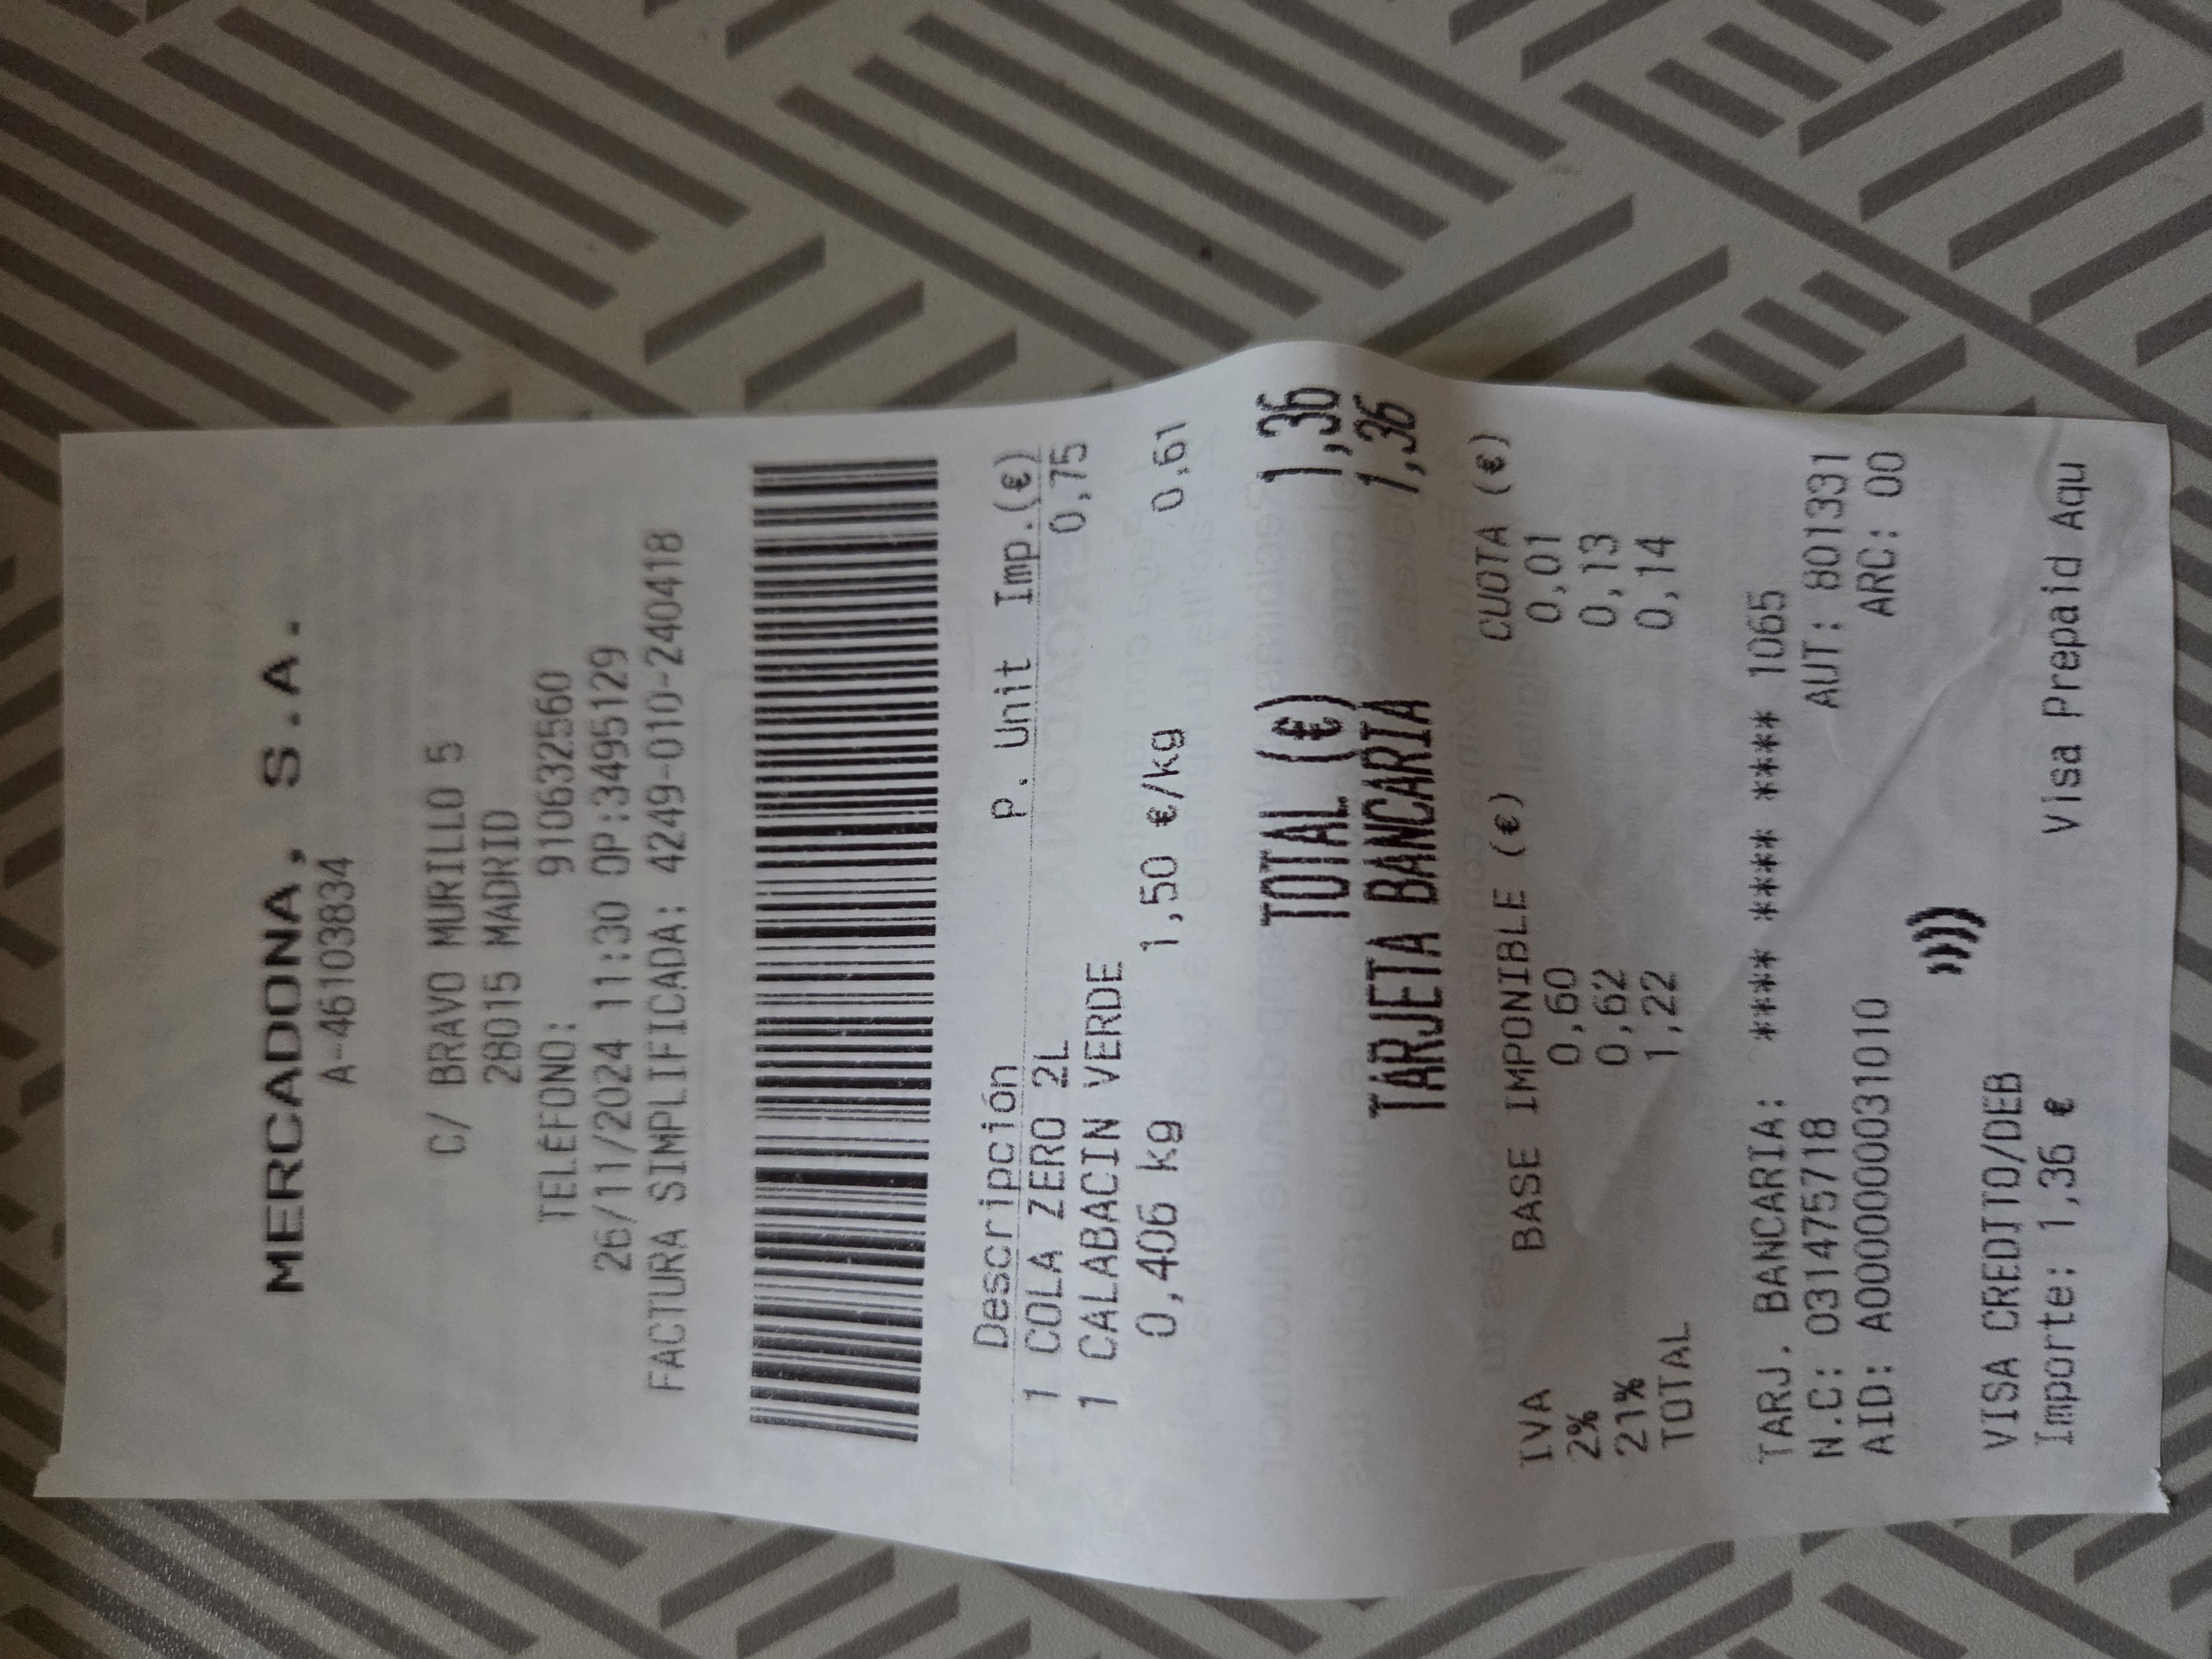 MERCADONA, S.A.
A-46103834
C/ BRAVO MURILLO 5
28015 MADRID
TELÉFONO: 910632560
26/11/2024 11:30 OP:3495129
FACTURA SIMPLIFICADA: 4249-010-240418
Descripción P. Unit Imp.(€)
1 COLA ZERO 2L 0,75
1 CALABACIN VERDE
0,406 kg 1,50 €/kg 0,61
TOTAL (€) 1,36
TARJETA BANCARIA 1,36
IVA BASE IMPONIBLE (€) CUOTA (€)
2% 0,60 0,01
21% 0,62 0,13
TOTAL 1,22 0,14
TARJ. BANCARIA: **** **** **** 1065
N.C: 031475718 AUT: 801331
AID: A0000000031010 ARC: 00
VISA CREDITO/DEB
Importe: 1,36 € Visa Prepaid Aqu